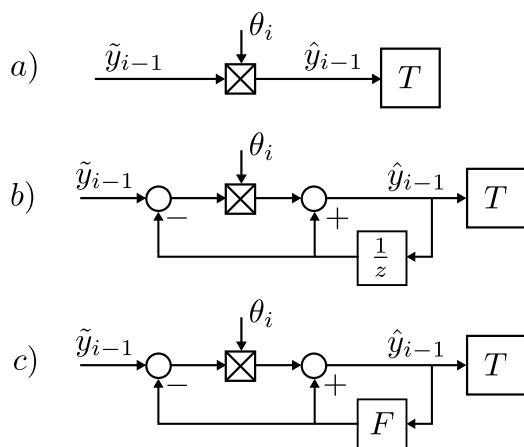 θ_i
a) ỹ_{i−1} ŷ_{i−1} T
θ_i
b) ỹ_{i−1} − + ŷ_{i−1} T
1/z
θ_i
c) ỹ_{i−1} − + ŷ_{i−1} T
F